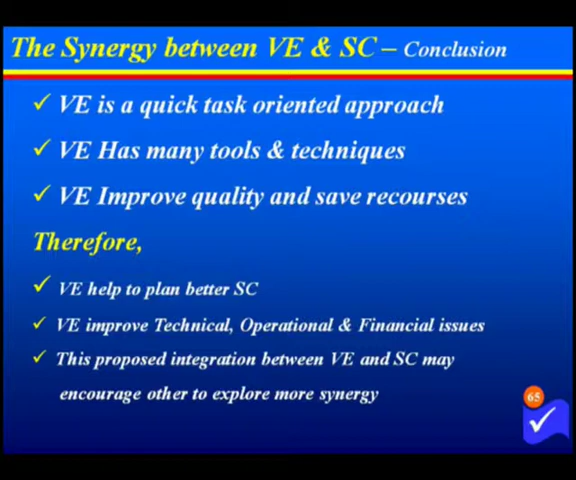 The Synergy between VE & SC – Conclusion
✓ VE is a quick task oriented approach
✓ VE Has many tools & techniques
✓ VE Improve quality and save recourses
Therefore,
✓ VE help to plan better SC
✓ VE improve Technical, Operational & Financial issues
✓ This proposed integration between VE and SC may
encourage other to explore more synergy
65